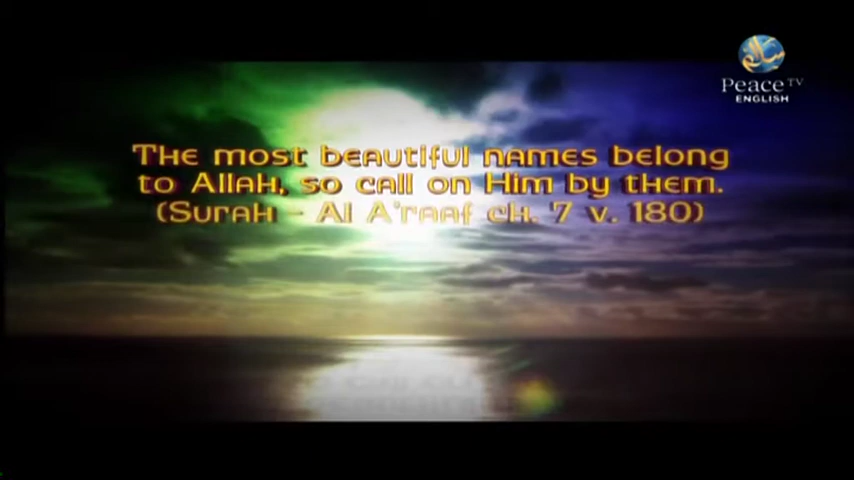 سلام
Peace TV
ENGLISH
The most beautiful names belong
to Allah, so call on Him by them.
(Surah - Al A'raaf ch. 7 v. 180)